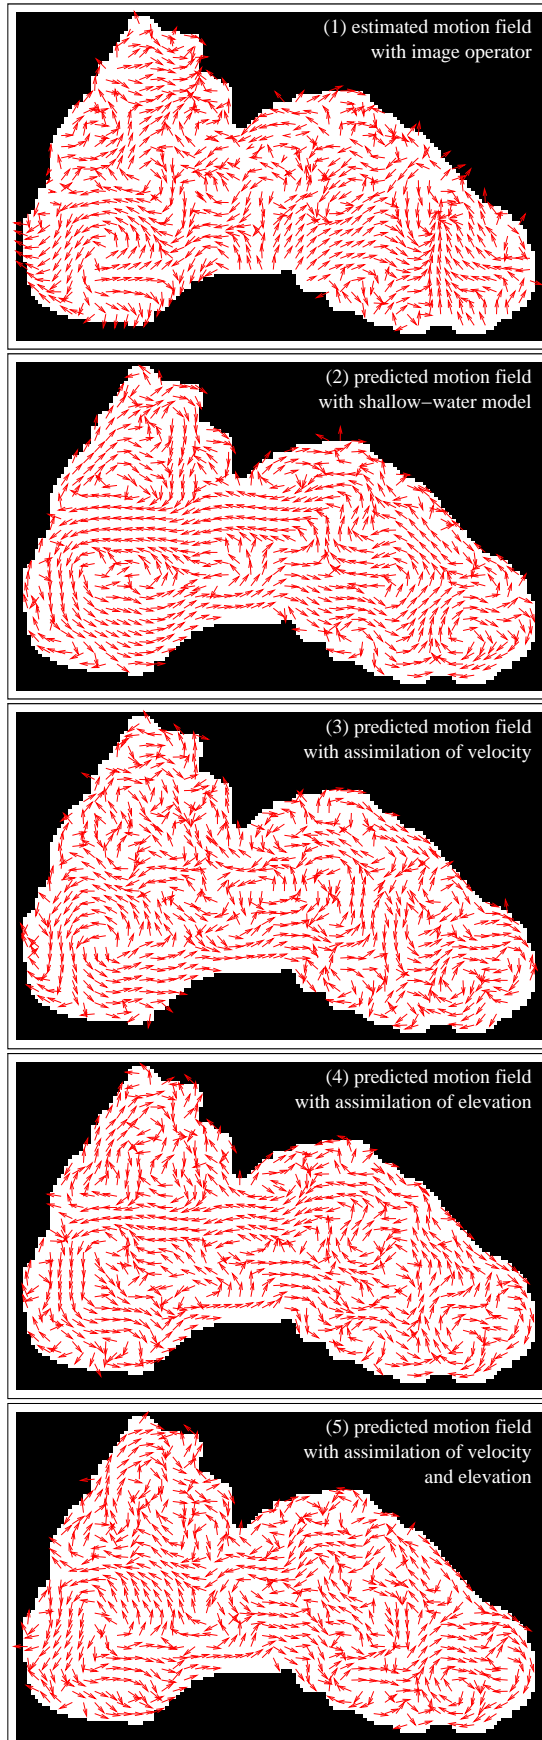 (1) estimated motion field
with image operator
(2) predicted motion field
with shallow−water model
(3) predicted motion field
with assimilation of velocity
(4) predicted motion field
with assimilation of elevation
(5) predicted motion field
with assimilation of velocity
and elevation